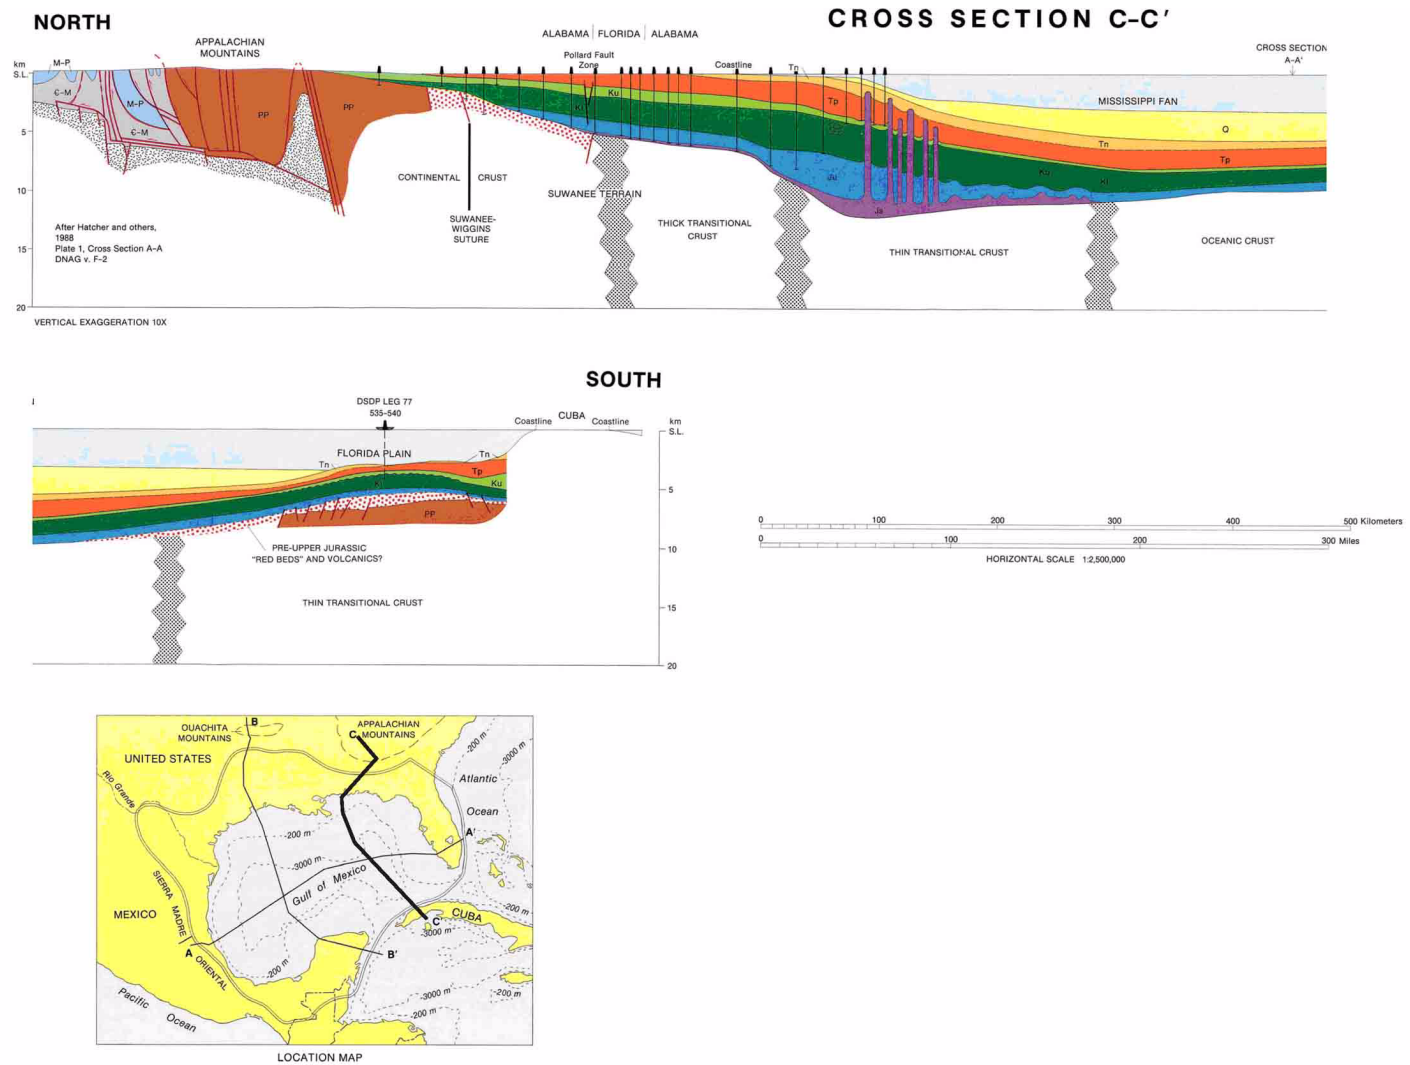 NORTH
CROSS SECTION C-C'
APPALACHIAN
MOUNTAINS
ALABAMA | FLORIDA | ALABAMA
Pollard Fault
Zone
Coastline
Tn
CROSS SECTION
A-A'
km
S.L.
5
10
15
20
M-P
Є-M
M-P
Є-M
PP
PP
Ku
Kl
Tp
Ju
Ja
MISSISSIPPI FAN
Q
Tn
Tp
Ku
Kl
CONTINENTAL
CRUST
SUWANEE-
WIGGINS
SUTURE
SUWANEE TERRAIN
THICK TRANSITIONAL
CRUST
THIN TRANSITIONAL CRUST
OCEANIC CRUST
After Hatcher and others,
1988
Plate 1, Cross Section A-A
DNAG v. F-2
VERTICAL EXAGGERATION 10X
SOUTH
DSDP LEG 77
535-540
Coastline
CUBA
Coastline
km
S.L.
5
10
15
20
FLORIDA PLAIN
Tn
Tn
Tp
Ku
PP
PRE-UPPER JURASSIC
"RED BEDS" AND VOLCANICS?
THIN TRANSITIONAL CRUST
0 100 200 300 400 500 Kilometers
0 100 200 300 Miles
HORIZONTAL SCALE 1:2,500,000
OUACHITA
MOUNTAINS
B
C
APPALACHIAN
MOUNTAINS
UNITED STATES
Rio Grande
-200 m
-3000 m
Atlantic
Ocean
A'
-200 m
-3000 m
Gulf of Mexico
SIERRA MADRE ORIENTAL
MEXICO
A
B'
C'
CUBA
-200 m
-3000 m
-200 m
-3000 m
-200 m
-200 m
Pacific
Ocean
LOCATION MAP